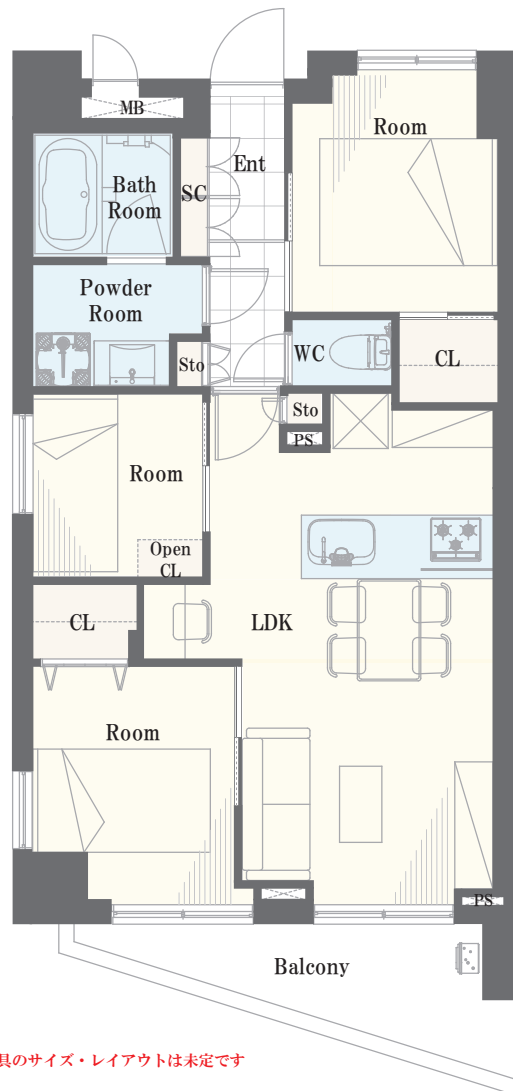 MB
Room
Ent
Bath
Room
SC
Powder
Room
WC
CL
Sto
Sto
PS
Room
Open
CL
CL
LDK
Room
PS
Balcony
具のサイズ・レイアウトは未定です